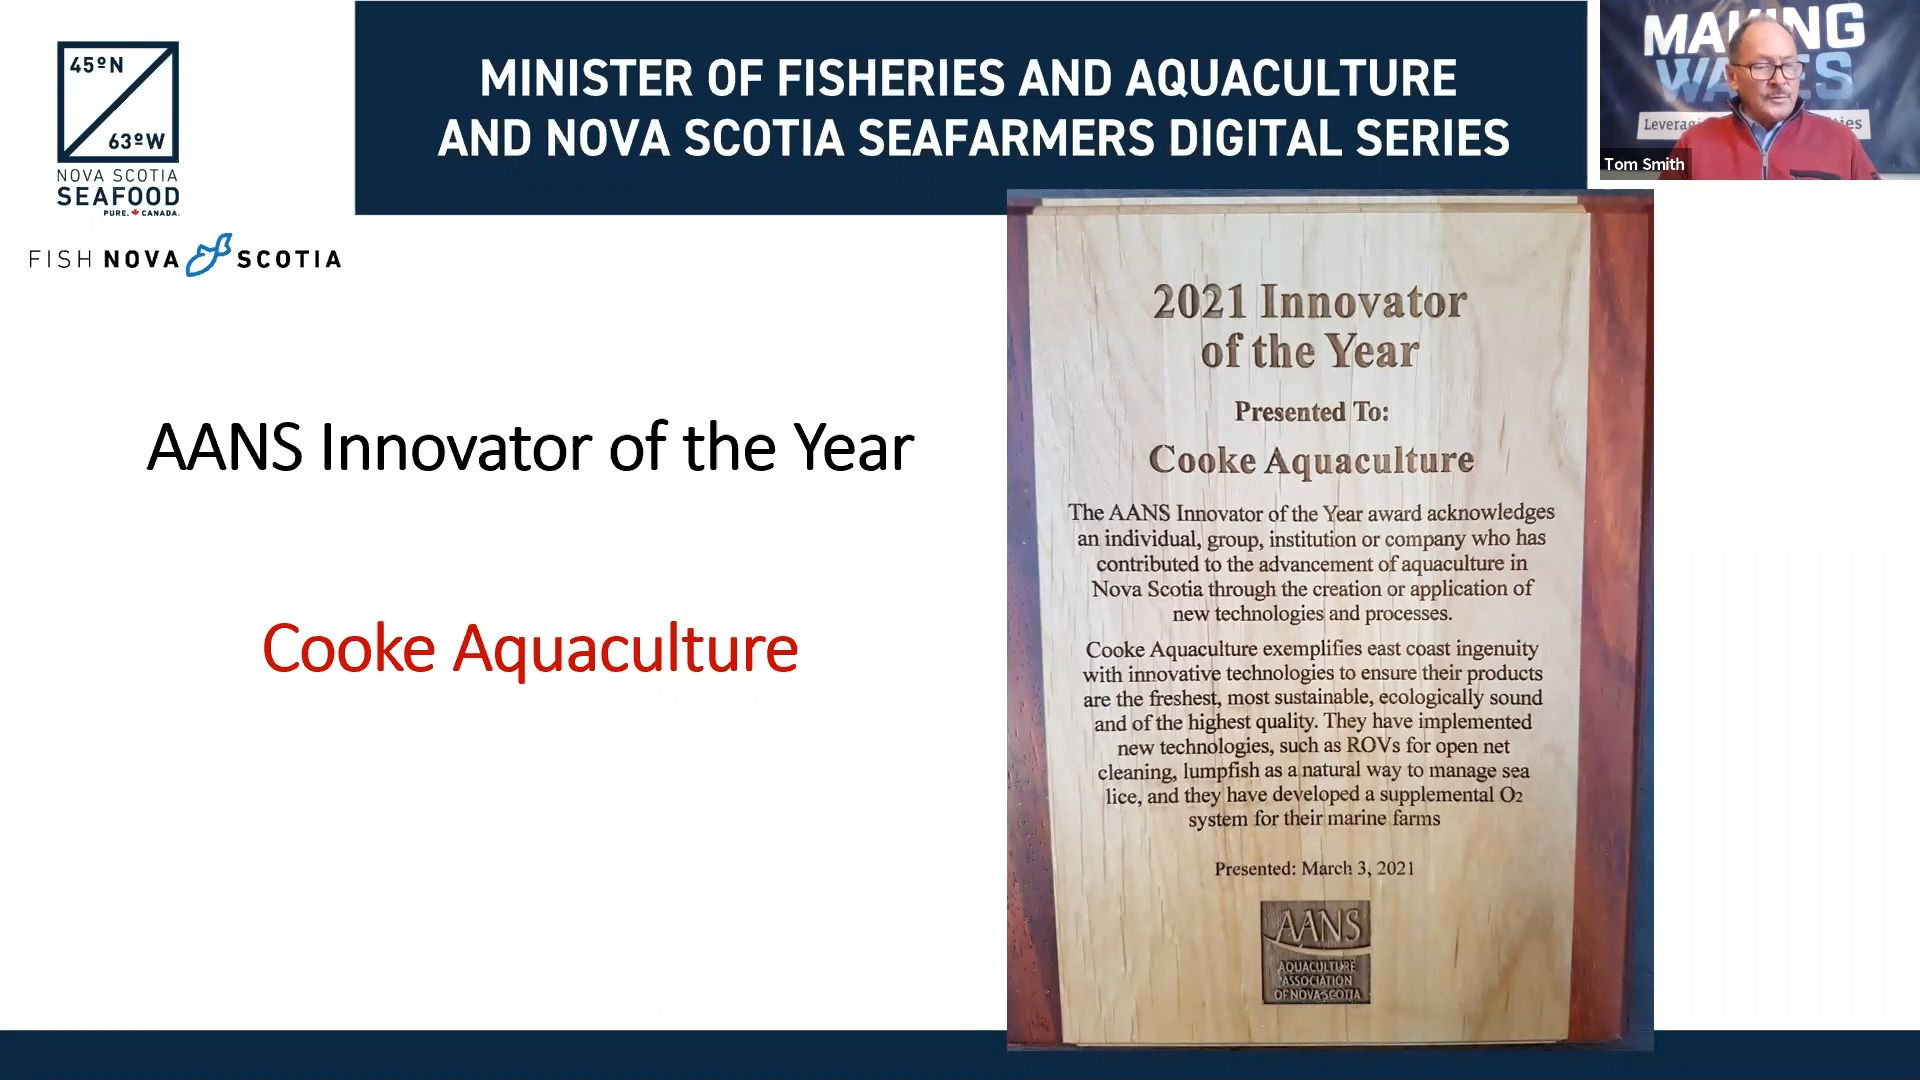 45ºN
63ºW
NOVA SCOTIA
SEAFOOD
PURE. CANADA.
FISH NOVA SCOTIA
MINISTER OF FISHERIES AND AQUACULTURE
AND NOVA SCOTIA SEAFARMERS DIGITAL SERIES
MAKING
WAVES
Leveraging
Tom Smith
AANS Innovator of the Year
Cooke Aquaculture
2021 Innovator
of the Year
Presented To:
Cooke Aquaculture
The AANS Innovator of the Year award acknowledges
an individual, group, institution or company who has
contributed to the advancement of aquaculture in
Nova Scotia through the creation or application of
new technologies and processes.
Cooke Aquaculture exemplifies east coast ingenuity
with innovative technologies to ensure their products
are the freshest, most sustainable, ecologically sound
and of the highest quality. They have implemented
new technologies, such as ROVs for open net
cleaning, lumpfish as a natural way to manage sea
lice, and they have developed a supplemental O2
system for their marine farms
Presented: March 3, 2021
AANS
AQUACULTURE
ASSOCIATION
OF NOVA SCOTIA